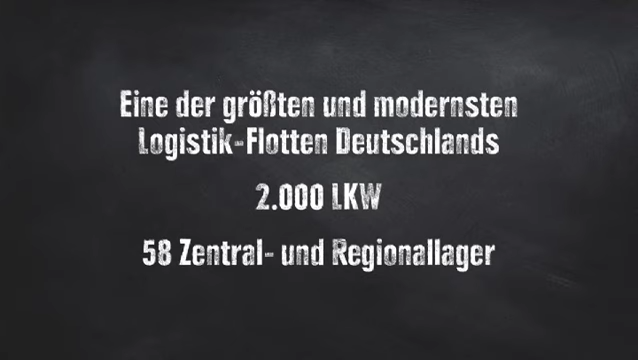 Eine der größten und modernsten
Logistik-Flotten Deutschlands
2.000 LKW
58 Zentral- und Regionallager